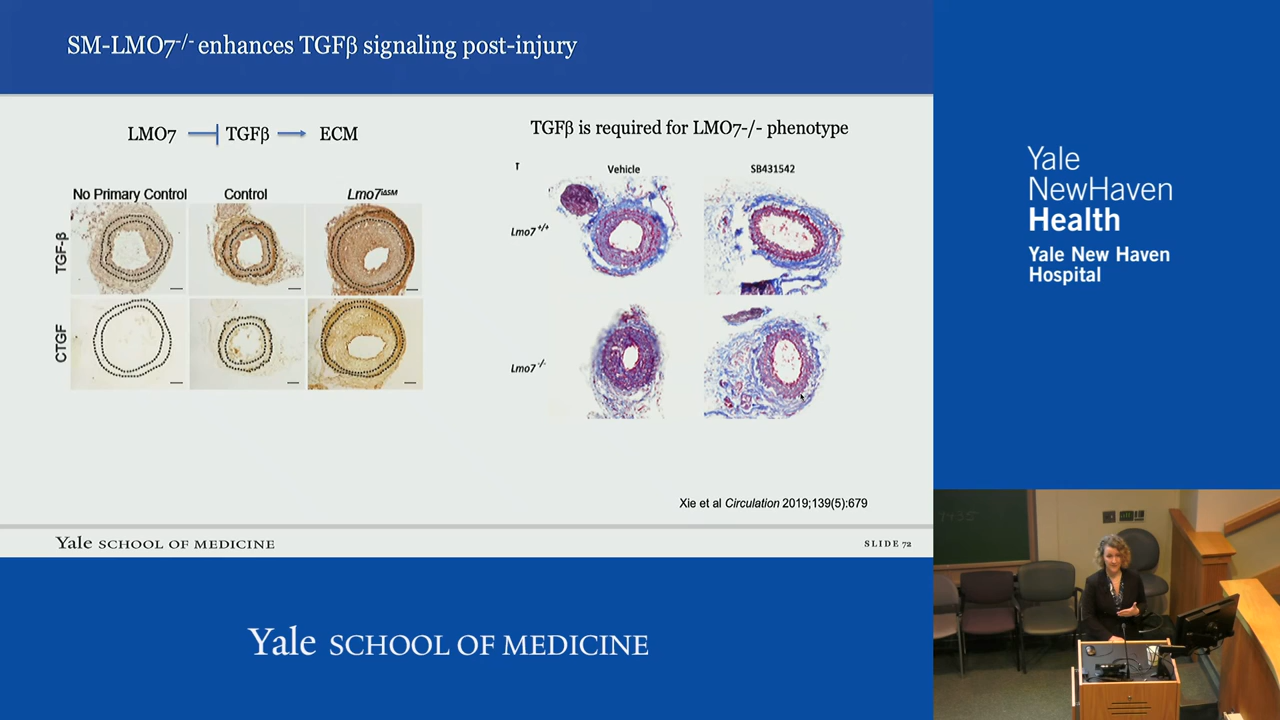 SM-LMO7-/- enhances TGFβ signaling post-injury
LMO7 TGFβ ECM
No Primary Control Control Lmo7iΔSM
TGF-β
CTGF
TGFβ is required for LMO7-/- phenotype
Vehicle SB431542
Lmo7 +/+
Lmo7 -/-
Xie et al Circulation 2019;139(5):679
Yale SCHOOL OF MEDICINE
SLIDE 72
Yale SCHOOL OF MEDICINE
Yale
NewHaven
Health
Yale New Haven
Hospital